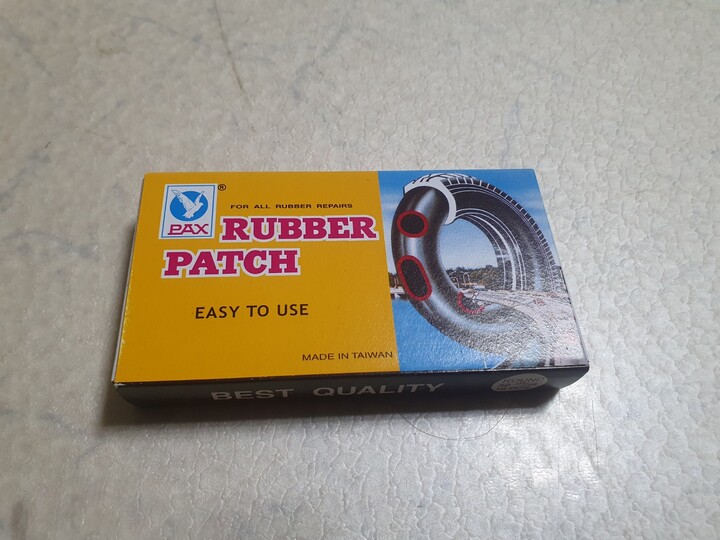 ®
PAX
FOR ALL RUBBER REPAIRS
RUBBER
PATCH
EASY TO USE
MADE IN TAIWAN
BEST QUALITY